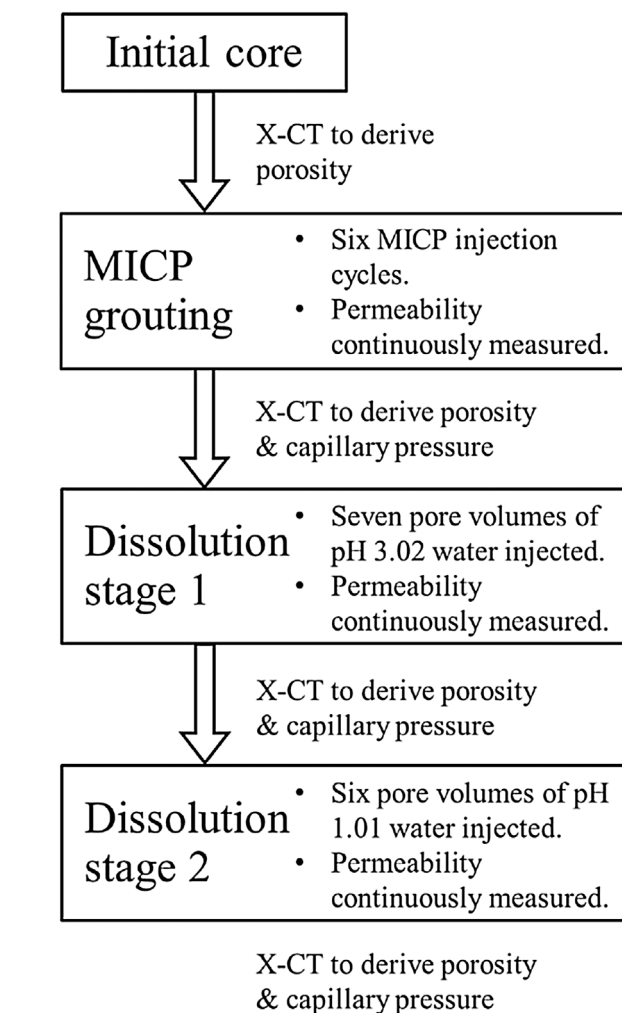 Initial core
X-CT to derive
porosity
MICP
grouting
• Six MICP injection
cycles.
• Permeability
continuously measured.
X-CT to derive porosity
& capillary pressure
Dissolution
stage 1
• Seven pore volumes of
pH 3.02 water injected.
• Permeability
continuously measured.
X-CT to derive porosity
& capillary pressure
Dissolution
stage 2
• Six pore volumes of pH
1.01 water injected.
• Permeability
continuously measured.
X-CT to derive porosity
& capillary pressure